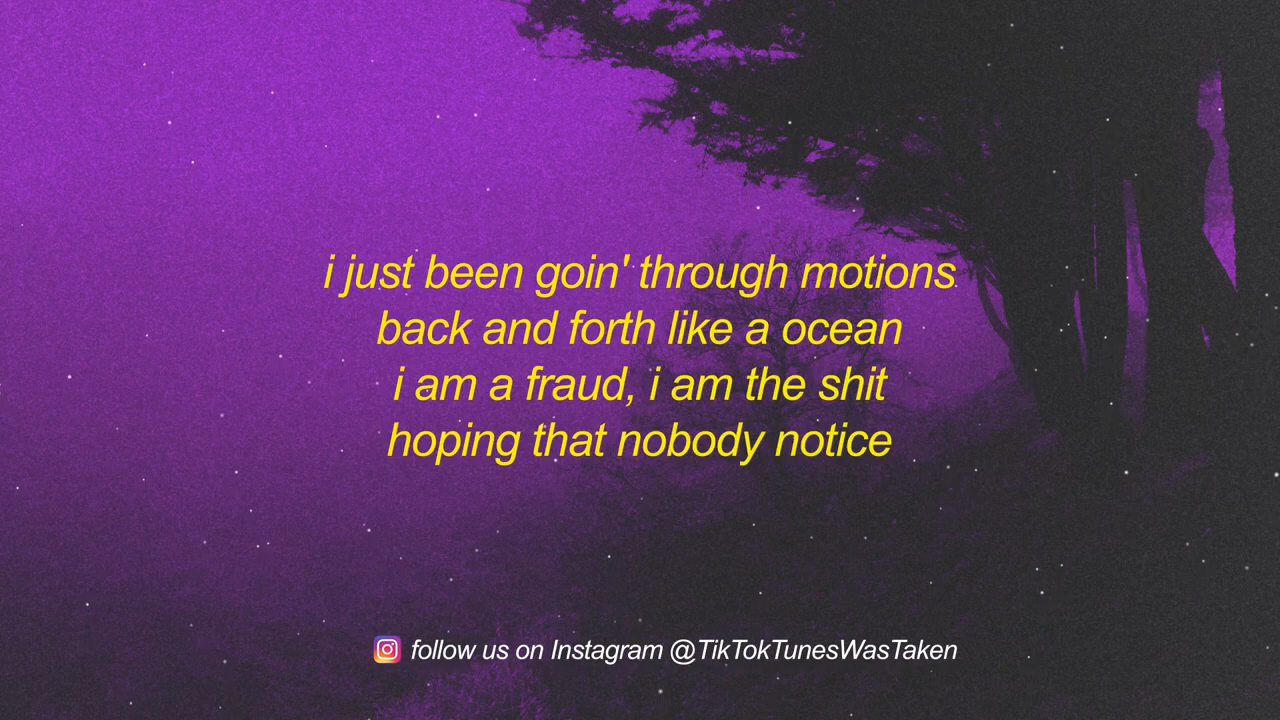 i just been goin' through motions
back and forth like a ocean
i am a fraud, i am the shit
hoping that nobody notice
follow us on Instagram @TikTokTunesWasTaken